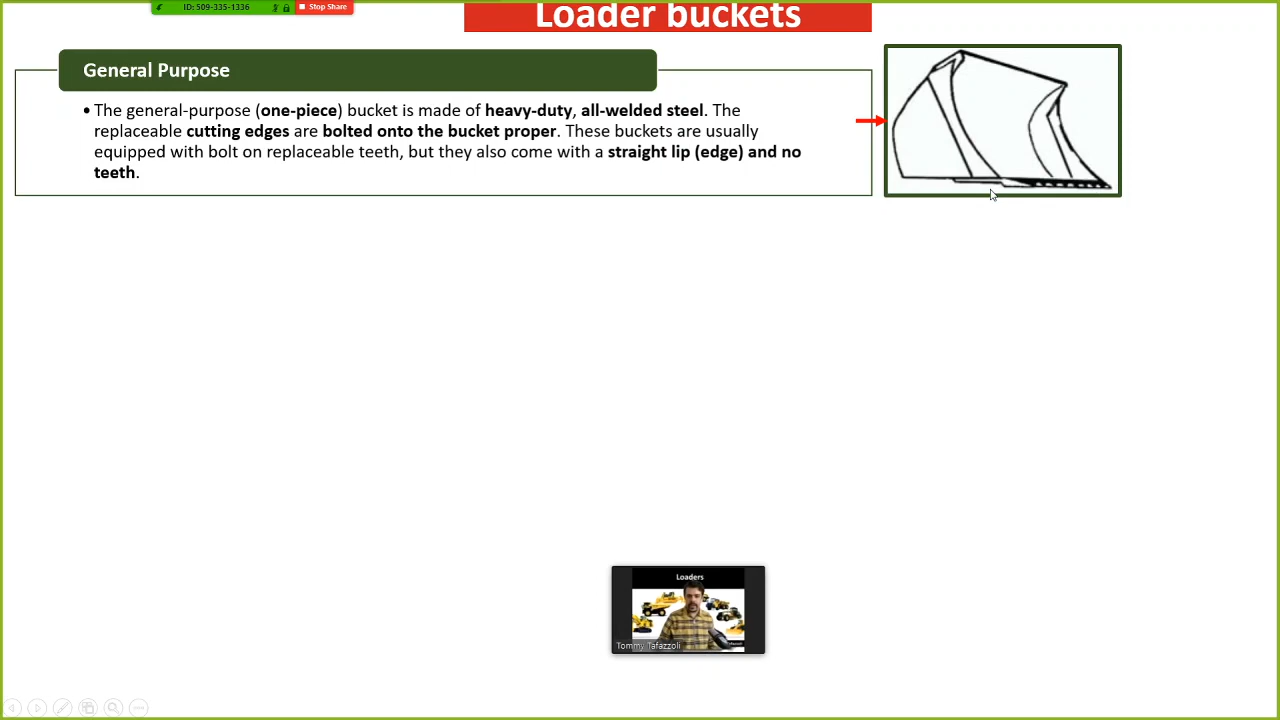 ID: 509-335-1336
Stop Share
Loader buckets
General Purpose
• The general-purpose (one-piece) bucket is made of heavy-duty, all-welded steel. The
replaceable cutting edges are bolted onto the bucket proper. These buckets are usually
equipped with bolt on replaceable teeth, but they also come with a straight lip (edge) and no
teeth.
Loaders
Tommy Tafazzoli